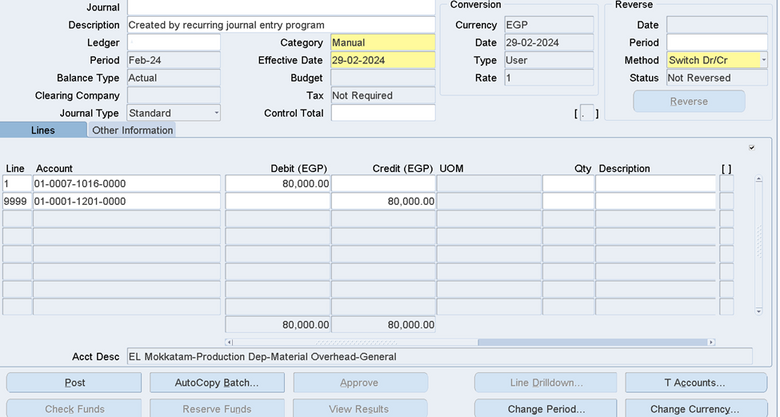 Journal Conversion Reverse
Description Created by recurring journal entry program Currency EGP Date
Ledger Category Manual Date 29-02-2024 Period
Period Feb-24 Effective Date 29-02-2024 Type User Method Switch Dr/Cr
Balance Type Actual Budget Rate 1 Status Not Reversed
Clearing Company Tax Not Required Reverse
Journal Type Standard Control Total [ . ]
Lines Other Information
Line Account Debit (EGP) Credit (EGP) UOM Qty Description [ ]
1 01-0007-1016-0000 80,000.00
9999 01-0001-1201-0000 80,000.00
80,000.00 80,000.00
Acct Desc EL Mokkatam-Production Dep-Material Overhead-General
Post AutoCopy Batch... Approve Line Drilldown... T Accounts...
Check Funds Reserve Funds View Results Change Period... Change Currency...